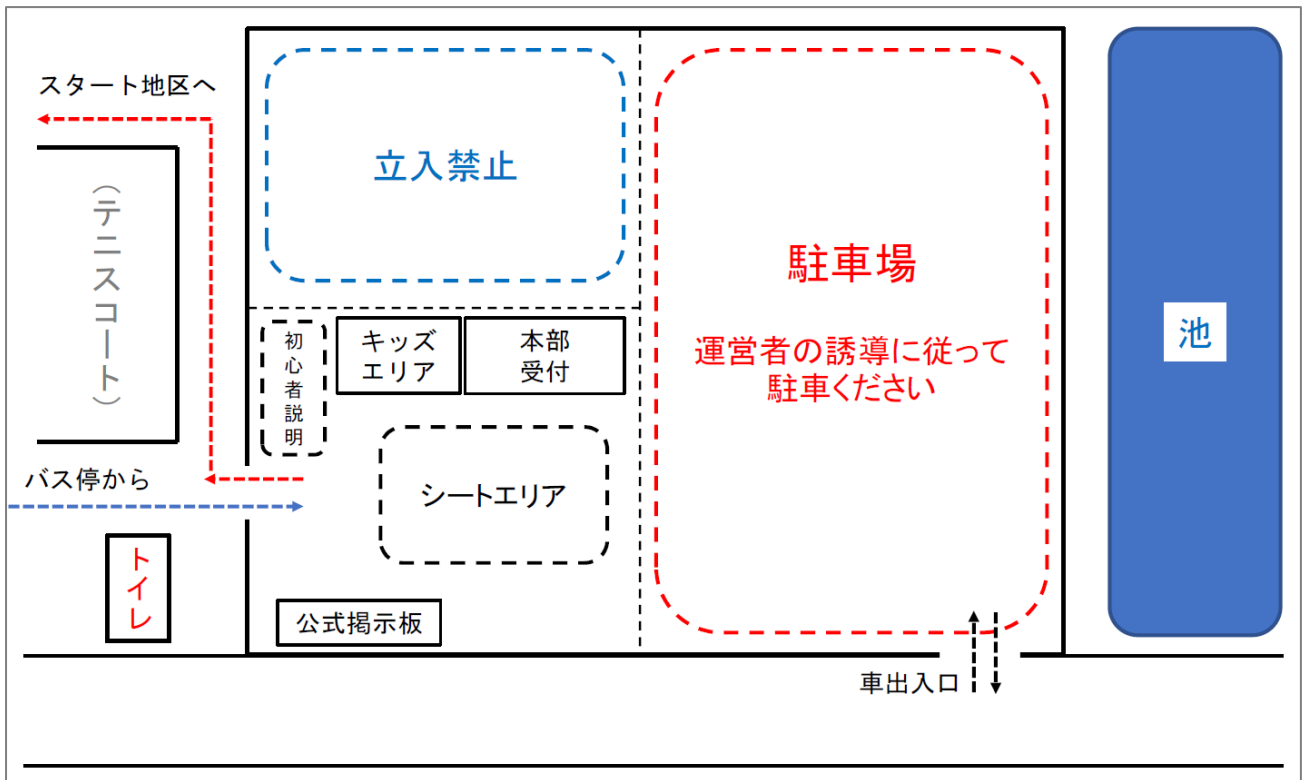 スタート地区へ
立入禁止
(テニスコート)
駐車場
運営者の誘導に従って
駐車ください
池
初心者説明
キッズ
エリア
本部
受付
バス停から
シートエリア
トイレ
公式掲示板
車出入口